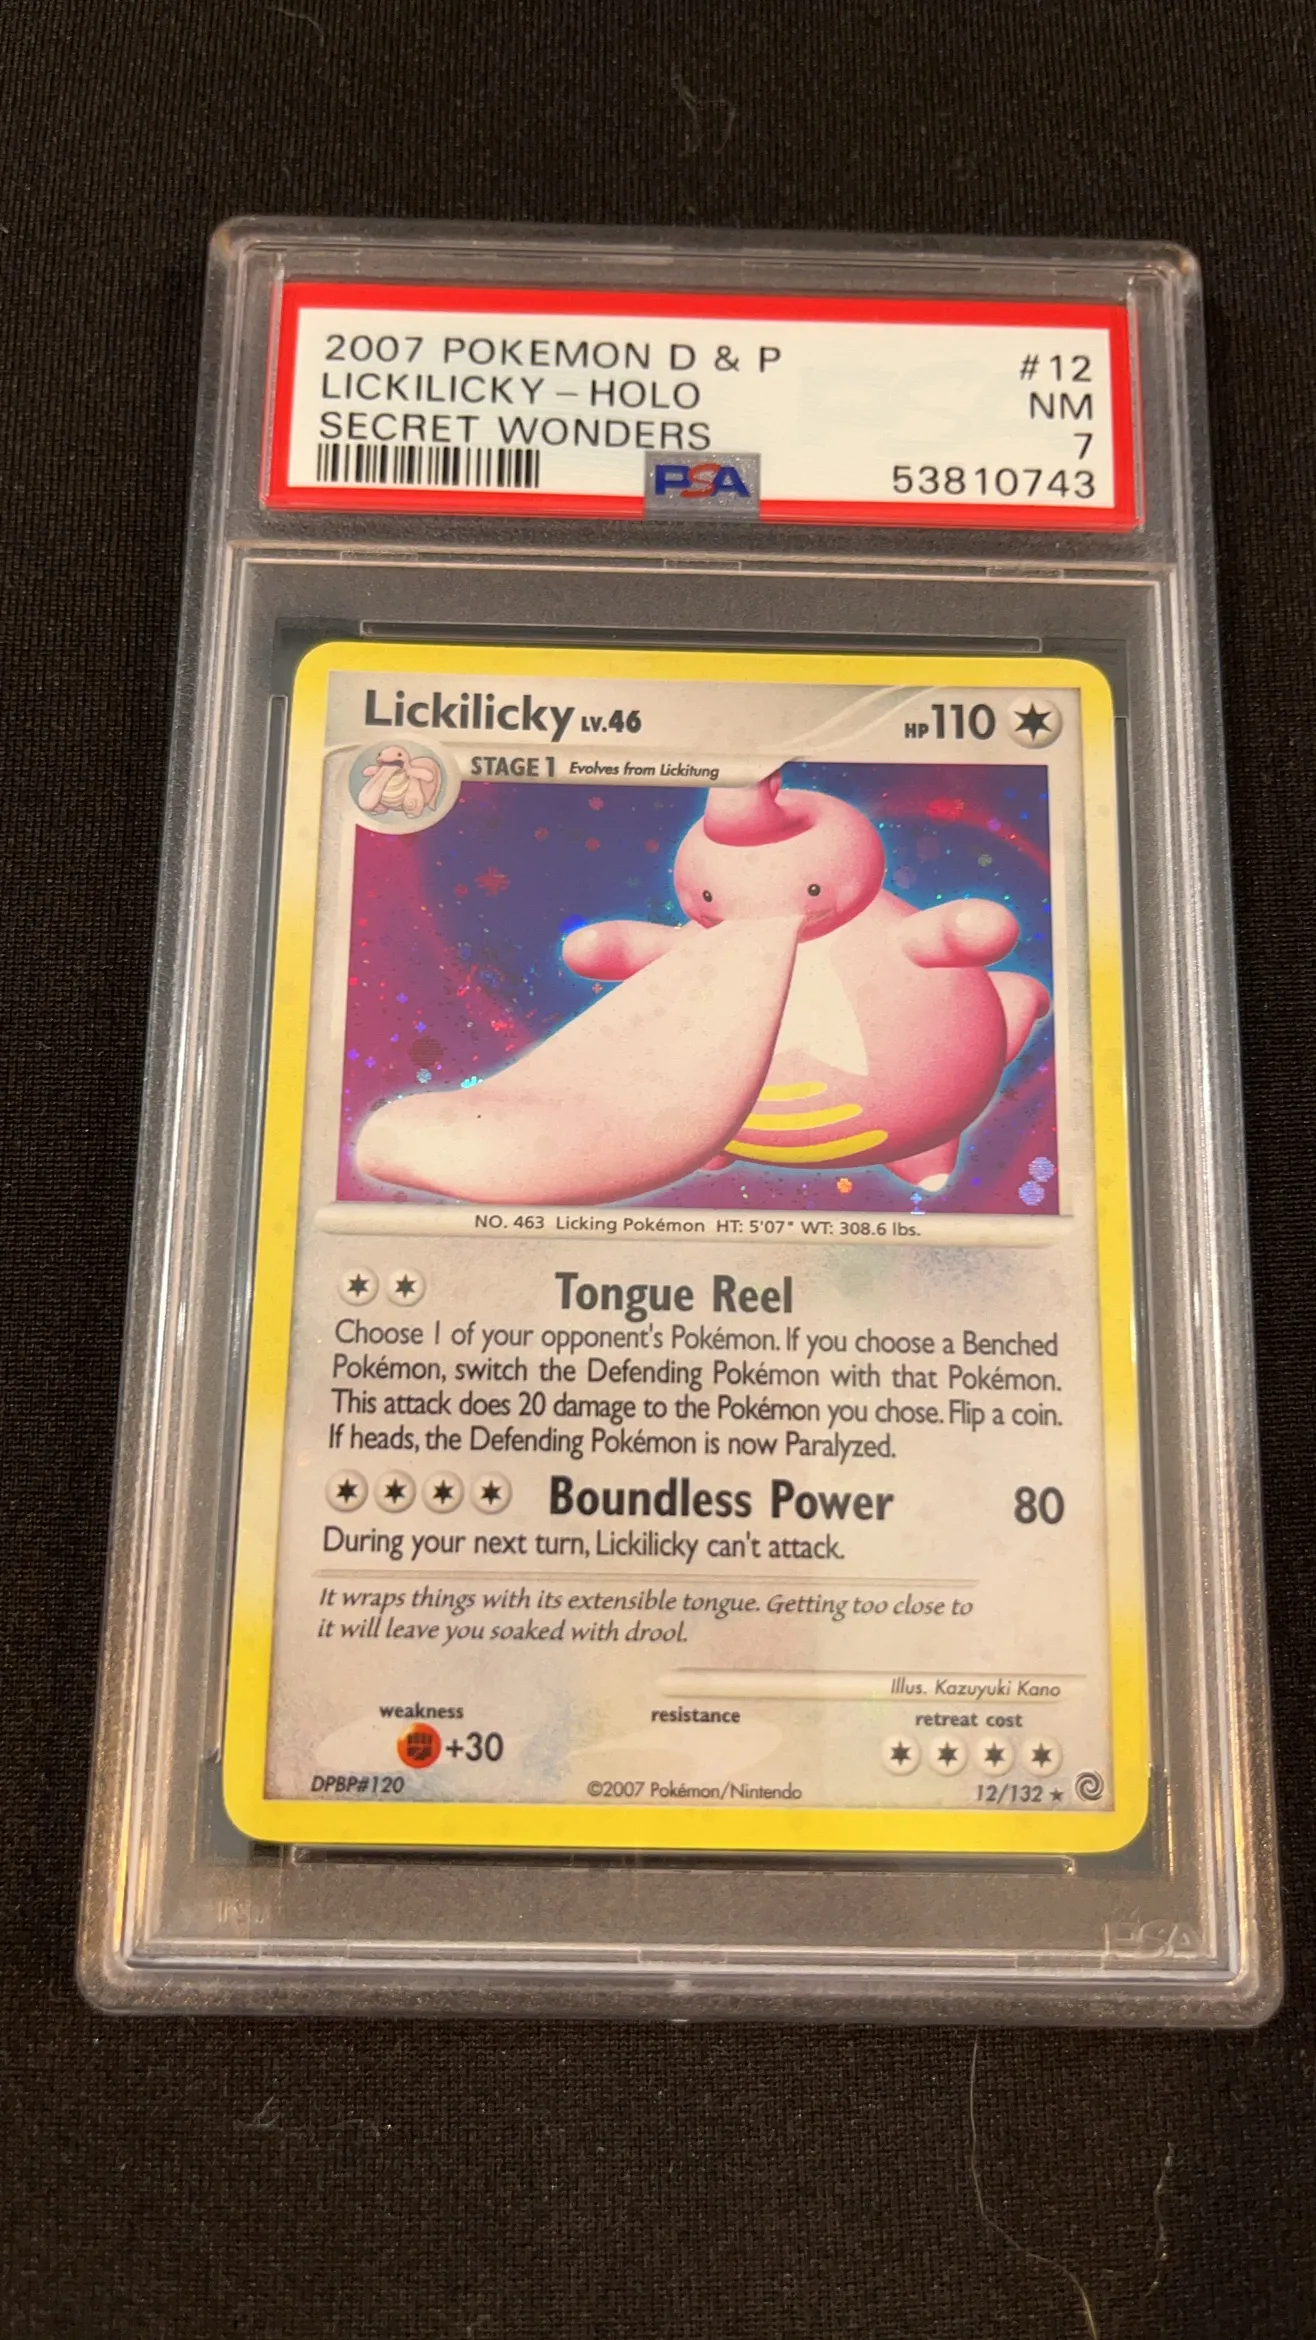 2007 POKEMON D & P #12
LICKILICKY - HOLO NM
SECRET WONDERS 7
PSA 53810743
Lickilicky LV.46 HP 110
STAGE 1 Evolves from Lickitung
NO. 463 Licking Pokémon HT: 5'07" WT: 308.6 lbs.
Tongue Reel
Choose 1 of your opponent's Pokémon. If you choose a Benched
Pokémon, switch the Defending Pokémon with that Pokémon.
This attack does 20 damage to the Pokémon you chose. Flip a coin.
If heads, the Defending Pokémon is now Paralyzed.
Boundless Power 80
During your next turn, Lickilicky can't attack.
It wraps things with its extensible tongue. Getting too close to
it will leave you soaked with drool.
Illus. Kazuyuki Kano
weakness resistance retreat cost
+30
DPBP#120 ©2007 Pokémon/Nintendo 12/132 ★
PSA